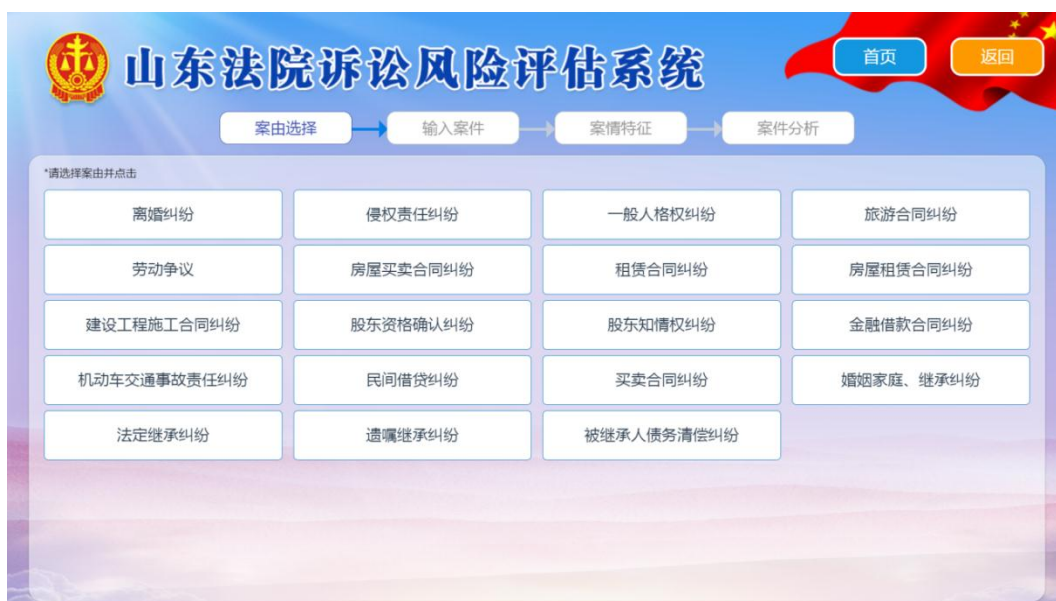 山东法院诉讼风险评估系统
首页
返回
案由选择
输入案件
案情特征
案件分析
*请选择案由并点击
离婚纠纷
侵权责任纠纷
一般人格权纠纷
旅游合同纠纷
劳动争议
房屋买卖合同纠纷
租赁合同纠纷
房屋租赁合同纠纷
建设工程施工合同纠纷
股东资格确认纠纷
股东知情权纠纷
金融借款合同纠纷
机动车交通事故责任纠纷
民间借贷纠纷
买卖合同纠纷
婚姻家庭、继承纠纷
法定继承纠纷
遗嘱继承纠纷
被继承人债务清偿纠纷